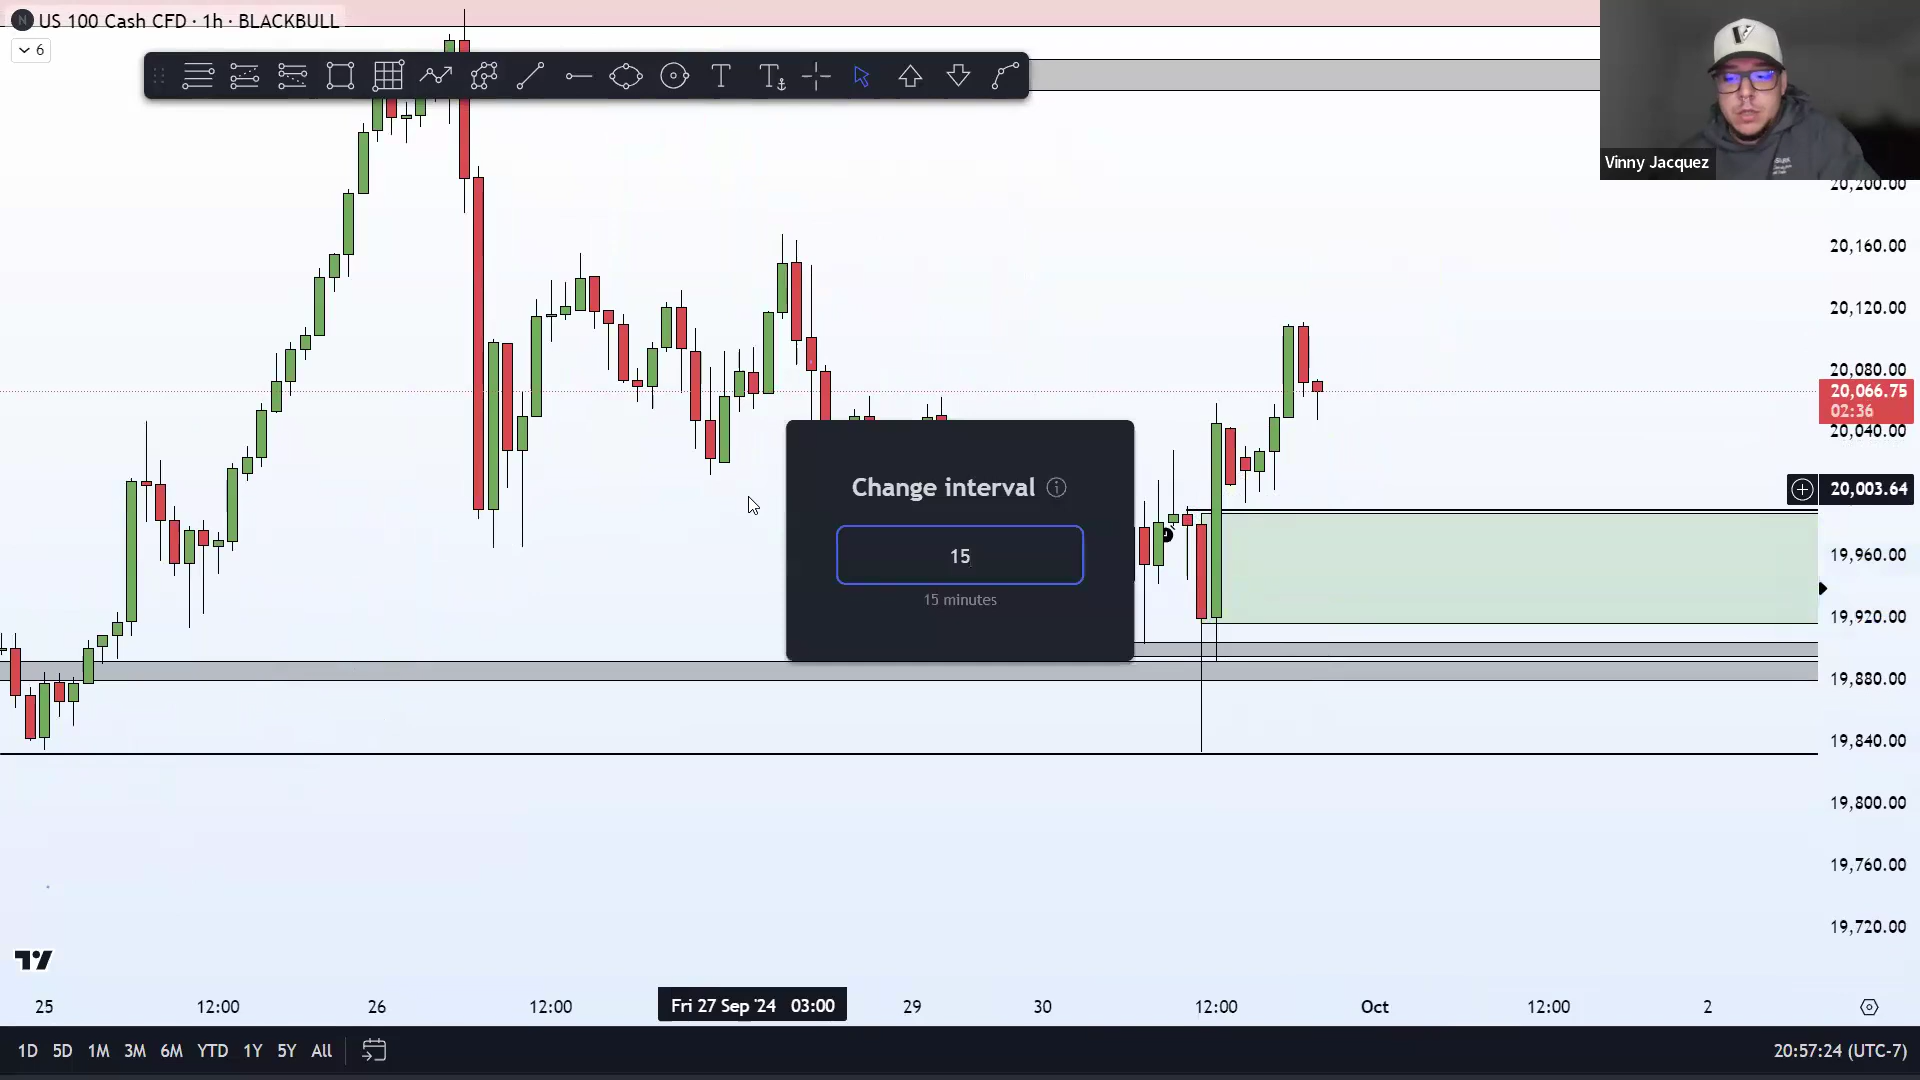 N US 100 Cash CFD · 1h · BLACKBULL
6
T T
Vinny Jacquez
20,200.00
20,160.00
20,120.00
20,080.00
20,066.75
02:36
20,040.00
20,003.64
19,960.00
19,920.00
19,880.00
19,840.00
19,800.00
19,760.00
19,720.00
Change interval
15
15 minutes
25 12:00 26 12:00 Fri 27 Sep '24 03:00 29 30 12:00 Oct 12:00 2
1D 5D 1M 3M 6M YTD 1Y 5Y All 20:57:24 (UTC-7)